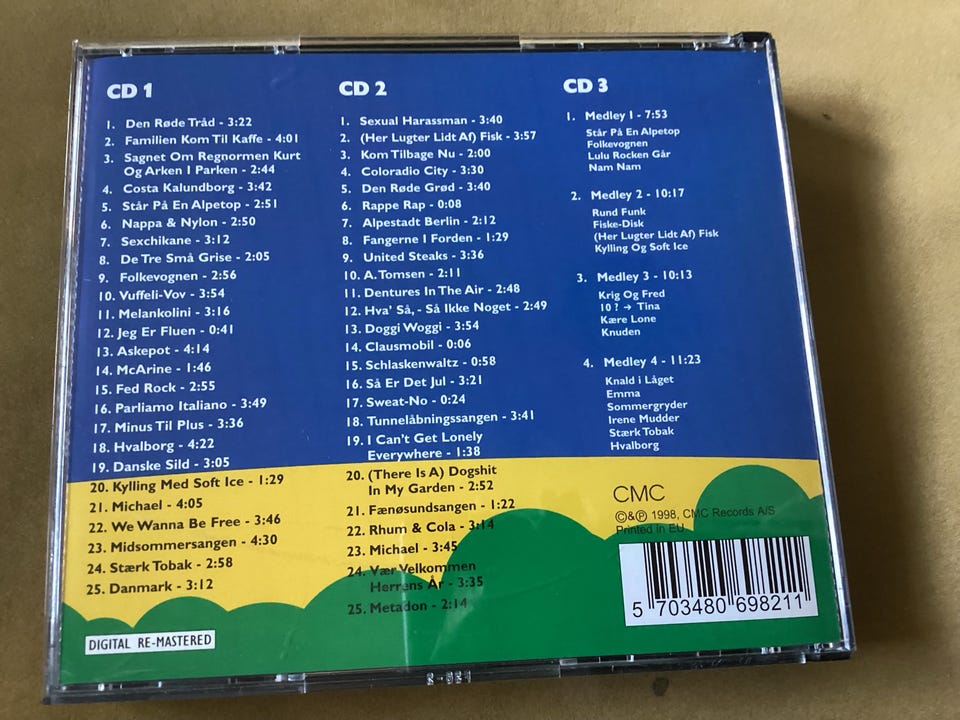 CD 1
1. Den Røde Tråd - 3:22
2. Familien Kom Til Kaffe - 4:01
3. Sagnet Om Regnormen Kurt
Og Arken I Parken - 2:44
4. Costa Kalundborg - 3:42
5. Står På En Alpetop - 2:51
6. Nappa & Nylon - 2:50
7. Sexchikane - 3:12
8. De Tre Små Grise - 2:05
9. Folkevognen - 2:56
10. Vuffeli-Vov - 3:54
11. Melankolini - 3:16
12. Jeg Er Fluen - 0:41
13. Askepot - 4:14
14. McArine - 1:46
15. Fed Rock - 2:55
16. Parliamo Italiano - 3:49
17. Minus Til Plus - 3:36
18. Hvalborg - 4:22
19. Danske Sild - 3:05
20. Kylling Med Soft Ice - 1:29
21. Michael - 4:05
22. We Wanna Be Free - 3:46
23. Midsommersangen - 4:30
24. Stærk Tobak - 2:58
25. Danmark - 3:12
DIGITAL RE-MASTERED
CD 2
1. Sexual Harassman - 3:40
2. (Her Lugter Lidt Af) Fisk - 3:57
3. Kom Tilbage Nu - 2:00
4. Coloradio City - 3:30
5. Den Røde Grød - 3:40
6. Rappe Rap - 0:08
7. Alpestadt Berlin - 2:12
8. Fangerne I Forden - 1:29
9. United Steaks - 3:36
10. A. Tomsen - 2:11
11. Dentures In The Air - 2:48
12. Hva' Så, - Så Ikke Noget - 2:49
13. Doggi Woggi - 3:54
14. Clausmobil - 0:06
15. Schlaskenwaltz - 0:58
16. Så Er Det Jul - 3:21
17. Sweat-No - 0:24
18. Tunnelåbningssangen - 3:41
19. I Can't Get Lonely
Everywhere - 1:38
20. (There Is A) Dogshit
In My Garden - 2:52
21. Fænøsundsangen - 1:22
22. Rhum & Cola - 3:14
23. Michael - 3:45
24. Vær Velkommen
Herrens År - 3:35
25. Metadon - 2:14
CD 3
1. Medley 1 - 7:53
Står På En Alpetop
Folkevognen
Lulu Rocken Går
Nam Nam
2. Medley 2 - 10:17
Rund Funk
Fiske-Disk
(Her Lugter Lidt Af) Fisk
Kylling Og Soft Ice
3. Medley 3 - 10:13
Krig Og Fred
10 ? → Tina
Kære Lone
Knuden
4. Medley 4 - 11:23
Knald i Låget
Emma
Sommergryder
Irene Mudder
Stærk Tobak
Hvalborg
CMC
©&℗ 1998, CMC Records A/S
Printed in EU
5 703480 698211